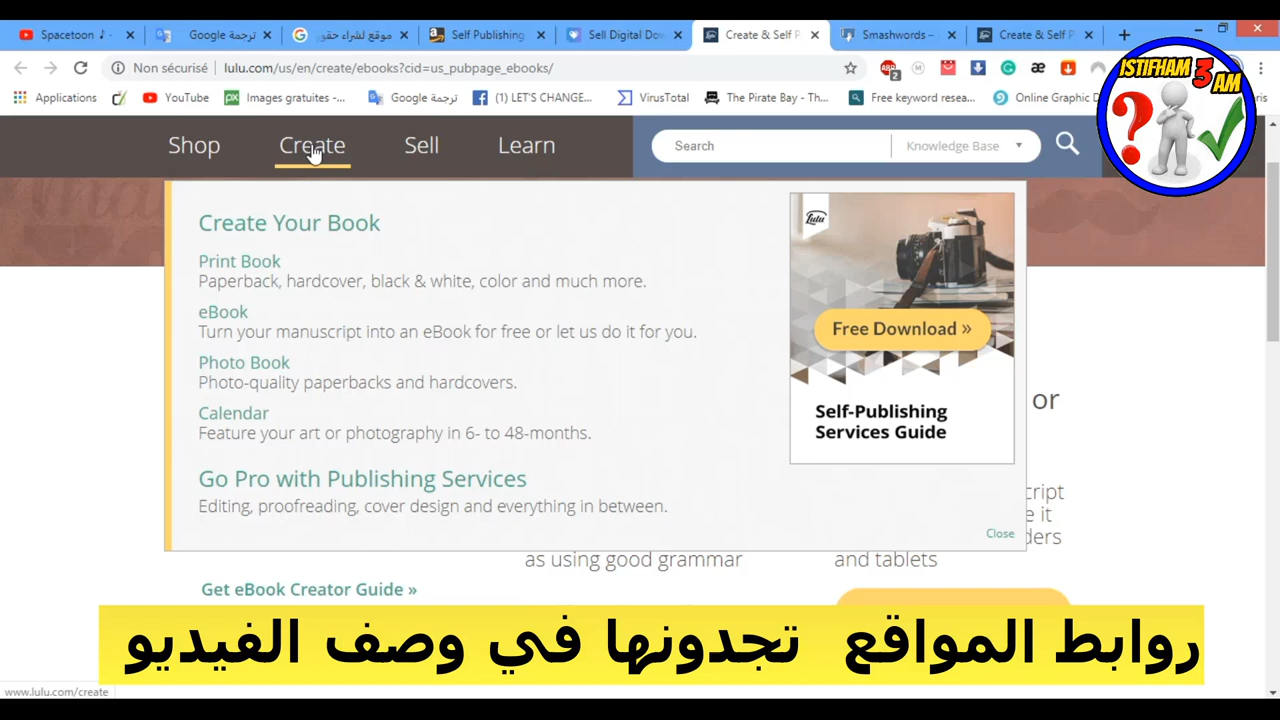 Spacetoon ♪ -
Google ترجمة
موقع لشراء حقوق
Self Publishing
Sell Digital Dow
Create & Self P
Smashwords –
Create & Self P
Non sécurisé
lulu.com/us/en/create/ebooks?cid=us_pubpage_ebooks/
Applications
YouTube
Images gratuites - ...
Google ترجمة
(1) LET'S CHANGE...
VirusTotal
The Pirate Bay - Th...
Free keyword resea...
Online Graphic D
ISTIFHAM 3 AM
Shop
Create
Sell
Learn
Search
Knowledge Base
Create Your Book
Print Book
Paperback, hardcover, black & white, color and much more.
eBook
Turn your manuscript into an eBook for free or let us do it for you.
Photo Book
Photo-quality paperbacks and hardcovers.
Calendar
Feature your art or photography in 6- to 48-months.
Go Pro with Publishing Services
Editing, proofreading, cover design and everything in between.
Lulu
Free Download »
Self-Publishing
Services Guide
Close
or
cript
e it
ders
as using good grammar
and tablets
Get eBook Creator Guide »
روابط المواقع تجدونها في وصف الفيديو
www.lulu.com/create